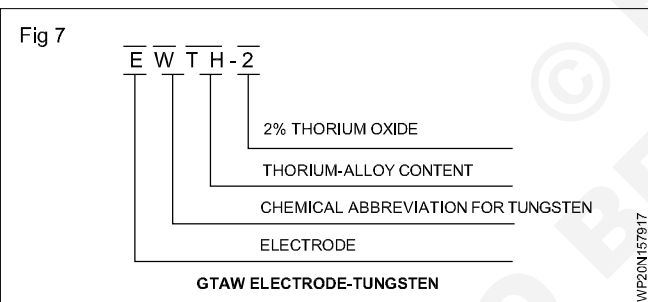 Fig 7
E W T H - 2
2% THORIUM OXIDE
THORIUM-ALLOY CONTENT
CHEMICAL ABBREVIATION FOR TUNGSTEN
ELECTRODE
GTAW ELECTRODE-TUNGSTEN
WP20N157917